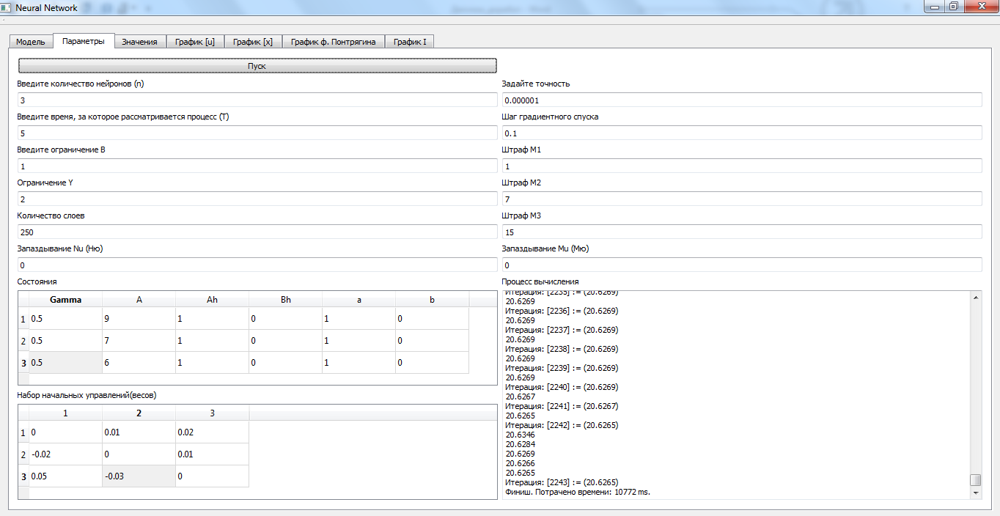 Neural Network
Модель Параметры Значения График [u] График [x] График ф. Понтрягина График I
Пуск
Введите количество нейронов (n)
3
Введите время, за которое рассматривается процесс (T)
5
Введите ограничение B
1
Ограничение Y
2
Количество слоев
250
Запаздывание Nu (Ню)
0
Состояния
Gamma A Ah Bh a b
1 0.5 9 1 0 1 0
2 0.5 7 1 0 1 0
3 0.5 6 1 0 1 0
Набор начальных управлений(весов)
1 2 3
1 0 0.01 0.02
2 -0.02 0 0.01
3 0.05 -0.03 0
Задайте точность
0.000001
Шаг градиентного спуска
0.1
Штраф M1
1
Штраф M2
7
Штраф M3
15
Запаздывание Mu (Мю)
0
Процесс вычисления
Итерация: [2235] := (20.6269)
20.6269
Итерация: [2236] := (20.6269)
20.6269
Итерация: [2237] := (20.6269)
20.6269
Итерация: [2238] := (20.6269)
20.6269
Итерация: [2239] := (20.6269)
20.6269
Итерация: [2240] := (20.6269)
20.6267
Итерация: [2241] := (20.6267)
20.6265
Итерация: [2242] := (20.6265)
20.6346
20.6284
20.6269
20.6266
20.6265
Итерация: [2243] := (20.6265)
Финиш. Потрачено времени: 10772 ms.